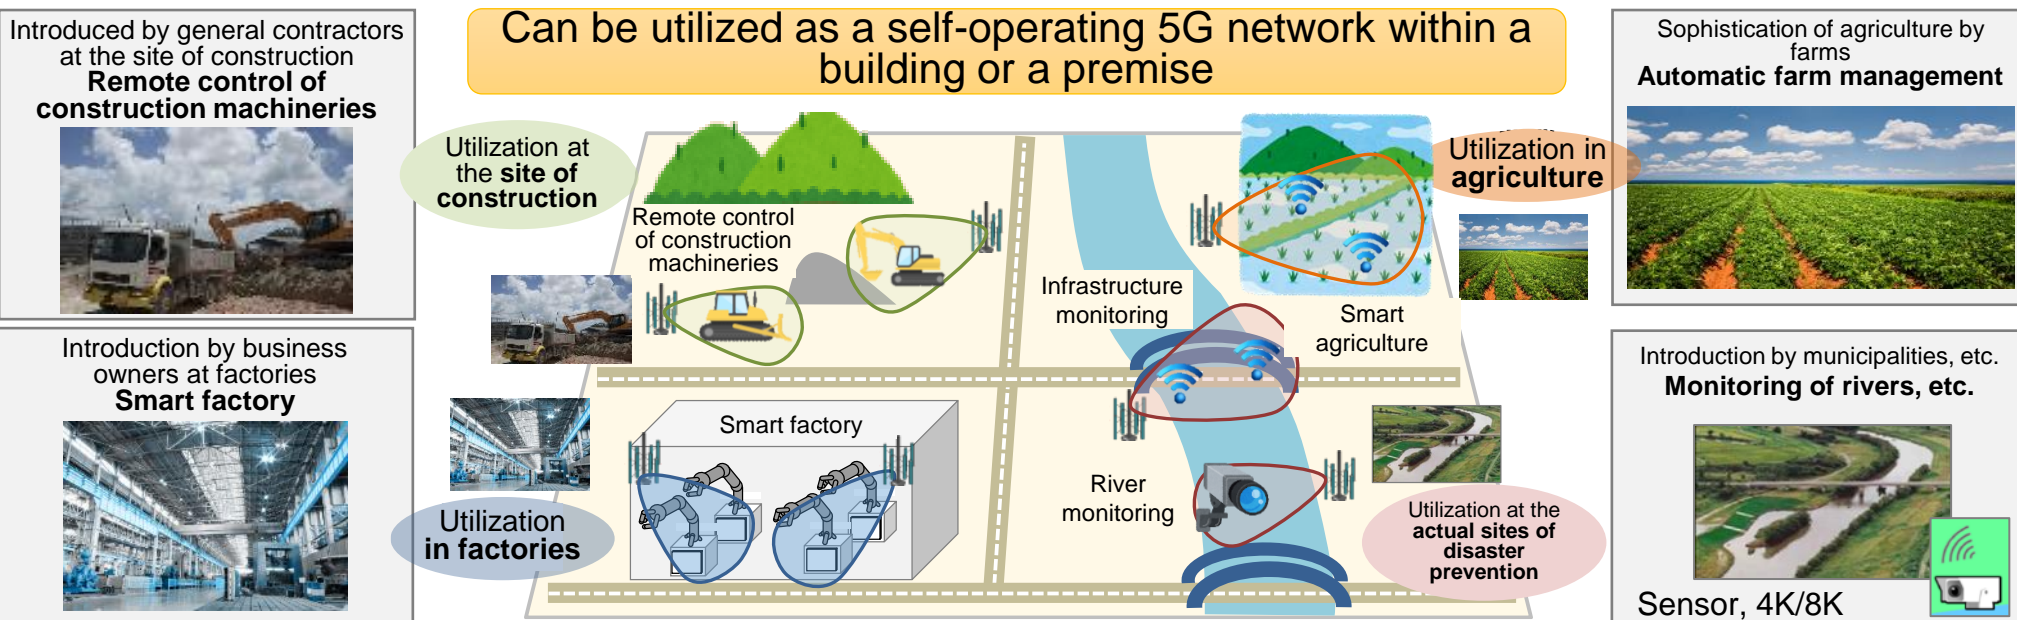 Can be utilized as a self-operating 5G network within a
building or a premise
Introduced by general contractors
at the site of construction
Remote control of
construction machineries
Introduction by business
owners at factories
Smart factory
Utilization at
the site of
construction
Remote control
of construction
machineries
Smart factory
Utilization
in factories
Infrastructure
monitoring
Smart
agriculture
River
monitoring
Utilization in
agriculture
Utilization at the
actual sites of
disaster
prevention
Sophistication of agriculture by
farms
Automatic farm management
Introduction by municipalities, etc.
Monitoring of rivers, etc.
Sensor, 4K/8K